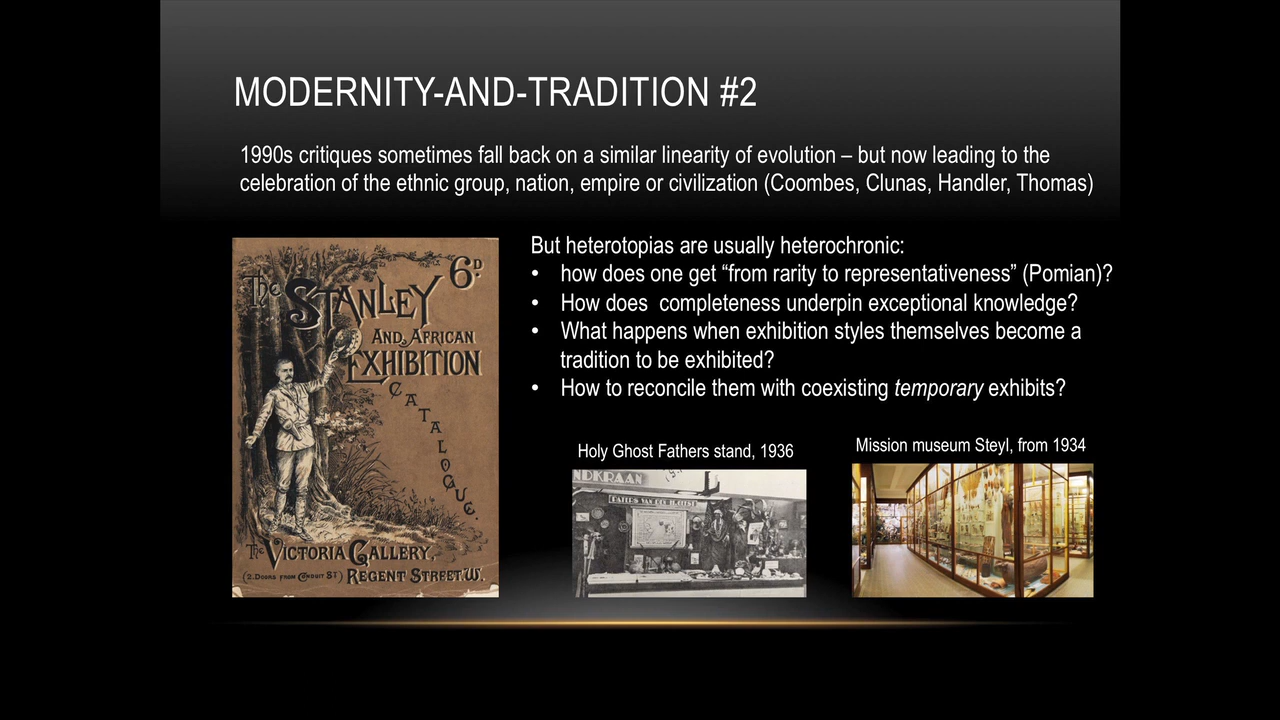 MODERNITY-AND-TRADITION #2
1990s critiques sometimes fall back on a similar linearity of evolution – but now leading to the
celebration of the ethnic group, nation, empire or civilization (Coombes, Clunas, Handler, Thomas)
The
STANLEY
6D.
AND AFRICAN
EXHIBITION
CATALOGUE.
The VICTORIA GALLERY,
(2. DOORS FROM CONDUIT ST) REGENT STREET. W.
But heterotopias are usually heterochronic:
• how does one get “from rarity to representativeness” (Pomian)?
• How does  completeness underpin exceptional knowledge?
• What happens when exhibition styles themselves become a
tradition to be exhibited?
• How to reconcile them with coexisting temporary exhibits?
Holy Ghost Fathers stand, 1936
NDKRAAN
PATERS VAN DEN H.GEEST
Mission museum Steyl, from 1934